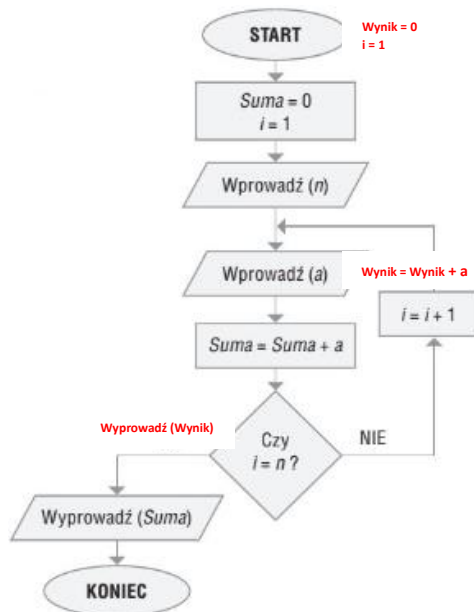 START
Wynik = 0
i = 1
Suma = 0
i = 1
Wprowadź (n)
Wprowadź (a)
Wynik = Wynik + a
i = i + 1
Suma = Suma + a
Wyprowadź (Wynik)
Czy
i = n ?
NIE
Wyprowadź (Suma)
KONIEC